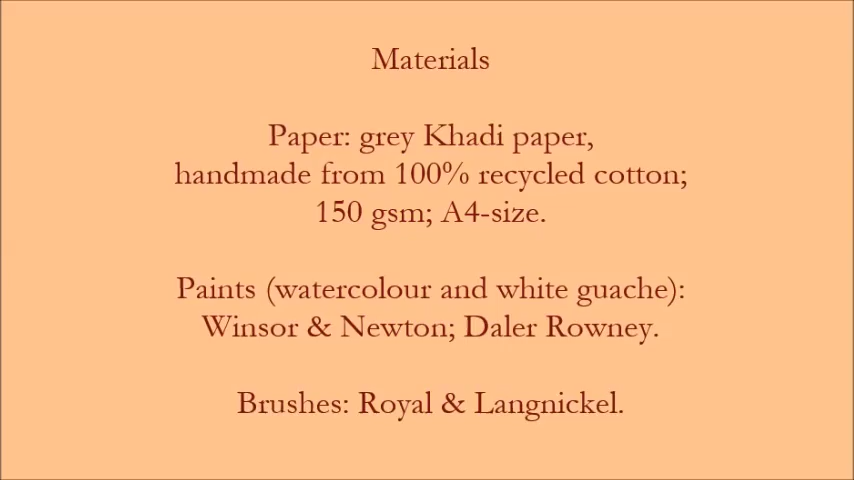 Materials
Paper: grey Khadi paper,
handmade from 100% recycled cotton;
150 gsm; A4-size.
Paints (watercolour and white guache):
Winsor & Newton; Daler Rowney.
Brushes: Royal & Langnickel.